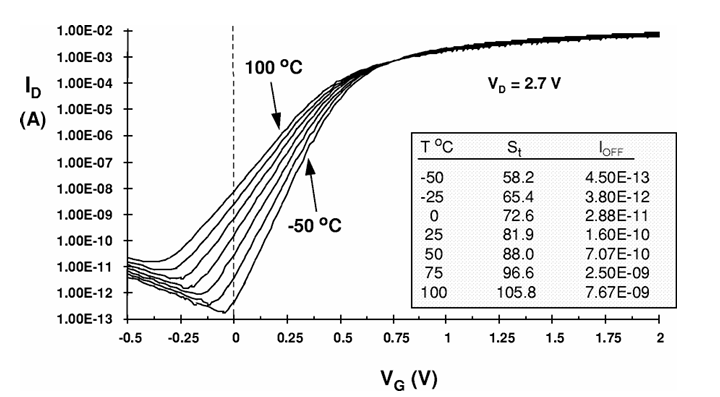 1.00E-02
1.00E-03
1.00E-04
1.00E-05
1.00E-06
1.00E-07
1.00E-08
1.00E-09
1.00E-10
1.00E-11
1.00E-12
1.00E-13
I_D
(A)
100 ºC
-50 ºC
V_D = 2.7 V
T ºC S_t I_OFF
-50 58.2 4.50E-13
-25 65.4 3.80E-12
0 72.6 2.88E-11
25 81.9 1.60E-10
50 88.0 7.07E-10
75 96.6 2.50E-09
100 105.8 7.67E-09
-0.5 -0.25 0 0.25 0.5 0.75 1 1.25 1.5 1.75 2
V_G (V)